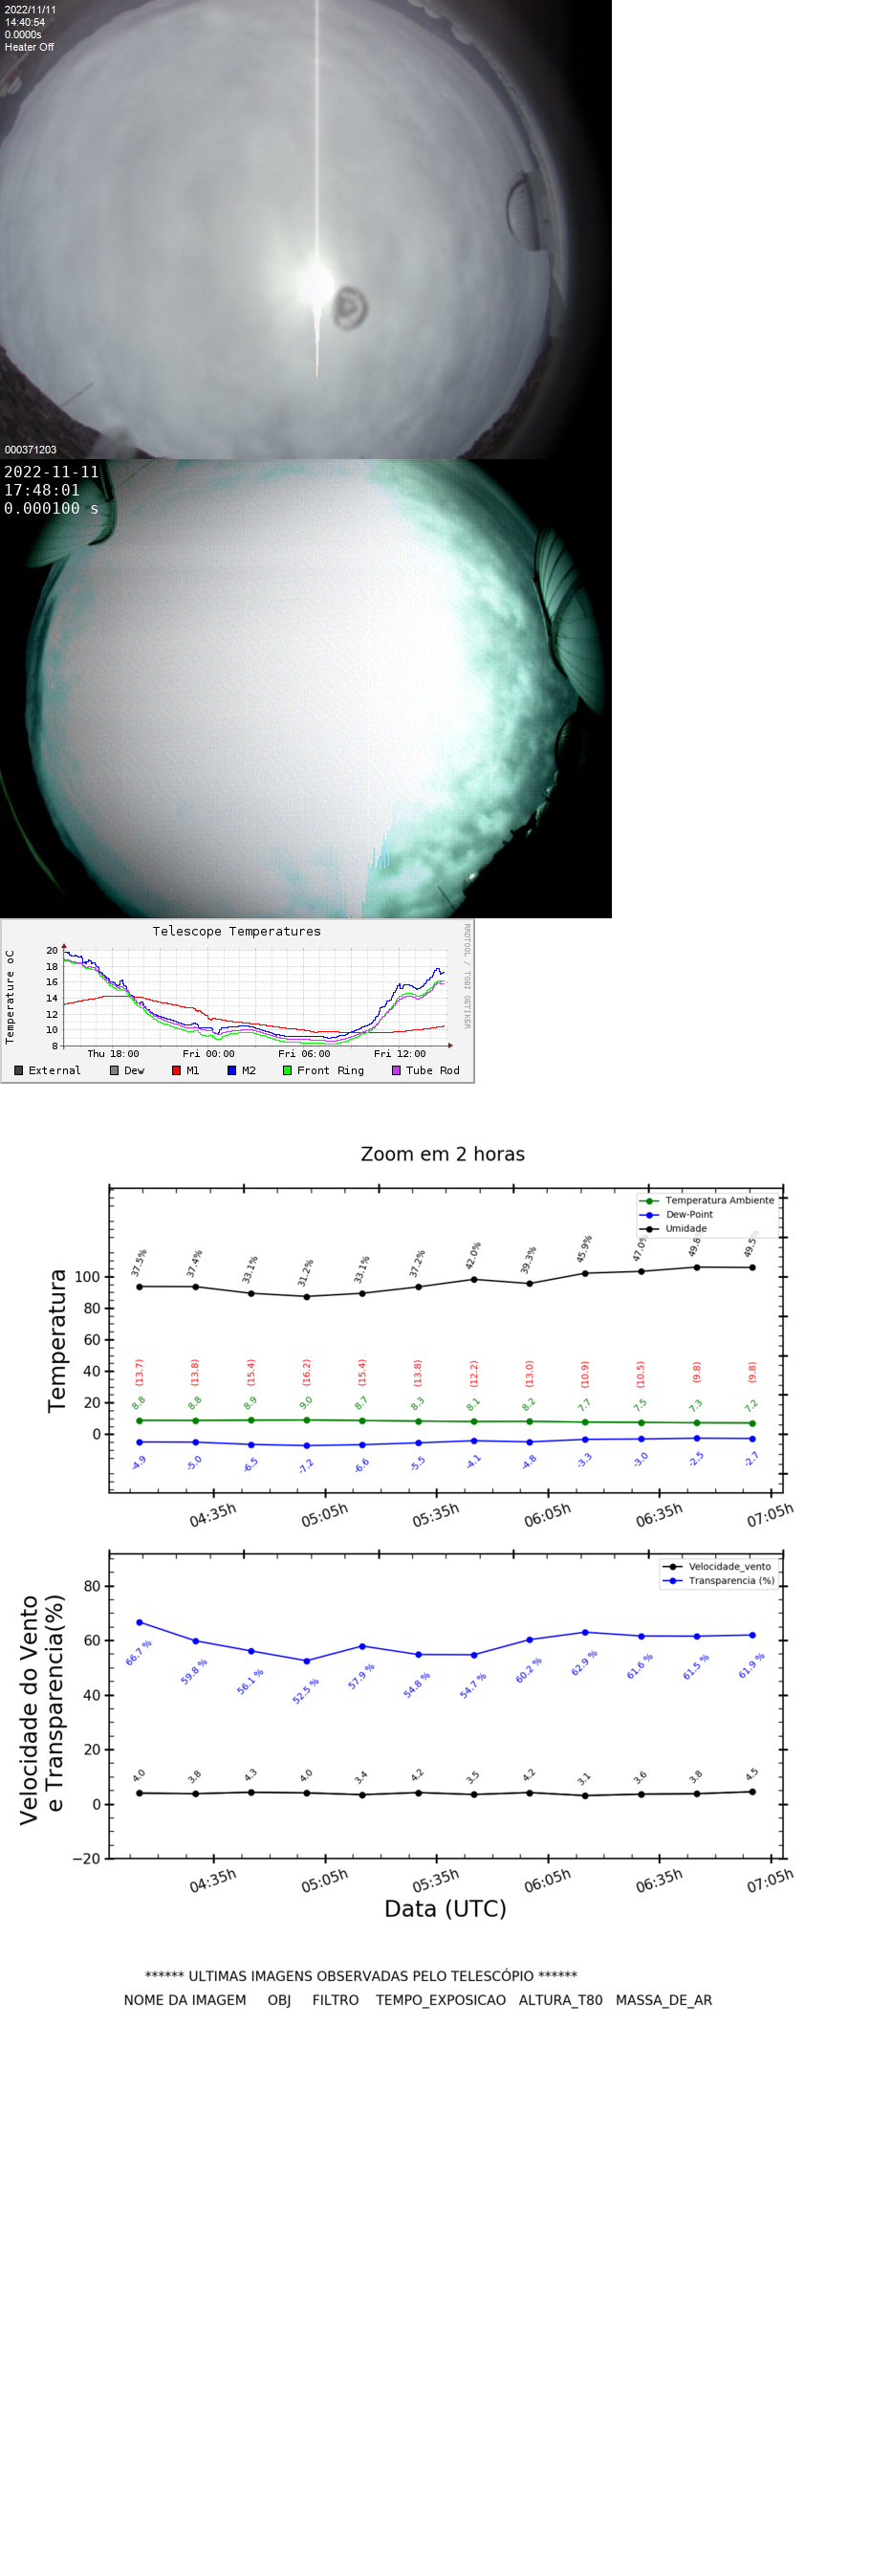 2022/11/11
14:40:54
0.0000s
Heater Off
000371203
2022-11-11
17:48:01
0.000100 s
Telescope Temperatures
RRDTOOL / TOBI OETIKER
Temperature oC
20
18
16
14
12
10
8
Thu 18:00 Fri 00:00 Fri 06:00 Fri 12:00
External Dew M1 M2 Front Ring Tube Rod
Zoom em 2 horas
Temperatura Ambiente
Dew-Point
Umidade
Temperatura
100
80
60
40
20
0
37.5% 37.4% 33.1% 31.2% 33.1% 37.2% 42.0% 39.3% 45.9% 47.0% 49.8% 49.5%
(13.7) (13.8) (15.4) (16.2) (15.4) (13.8) (12.2) (13.0) (10.9) (10.5) (9.8) (9.8)
8.8 8.8 8.9 9.0 8.7 8.3 8.1 8.2 7.7 7.5 7.3 7.2
-4.9 -5.0 -6.5 -7.2 -6.6 -5.5 -4.1 -4.8 -3.3 -3.0 -2.5 -2.7
04:35h 05:05h 05:35h 06:05h 06:35h 07:05h
Velocidade_vento
Transparencia (%)
Velocidade do Vento
e Transparencia(%)
80
60
40
20
0
−20
66.7 % 59.8 % 56.1 % 52.5 % 57.9 % 54.8 % 54.7 % 60.2 % 62.9 % 61.6 % 61.5 % 61.9 %
4.0 3.8 4.3 4.0 3.4 4.2 3.5 4.2 3.1 3.6 3.8 4.5
04:35h 05:05h 05:35h 06:05h 06:35h 07:05h
Data (UTC)
****** ULTIMAS IMAGENS OBSERVADAS PELO TELESCÓPIO ******
NOME DA IMAGEM OBJ FILTRO TEMPO_EXPOSICAO ALTURA_T80 MASSA_DE_AR